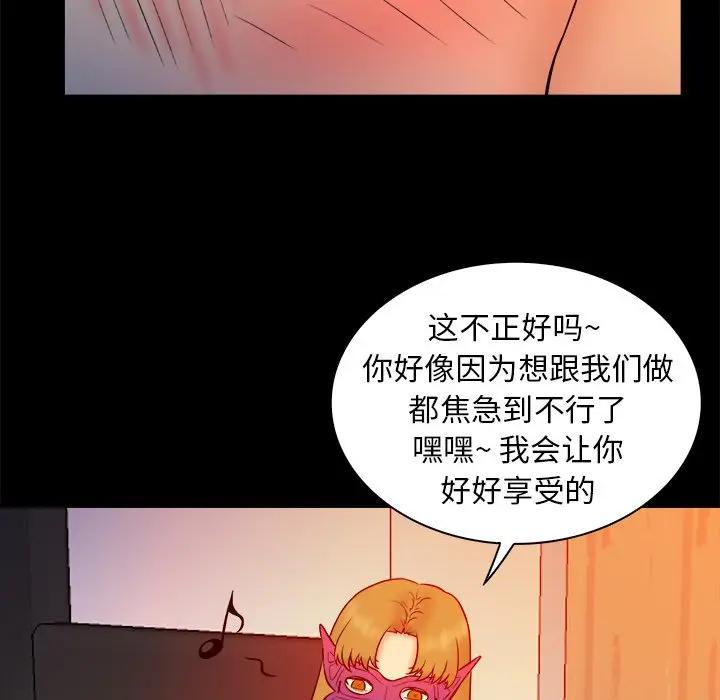 这不正好吗~
你好像因为想跟我们做
都焦急到不行了
嘿嘿~ 我会让你
好好享受的